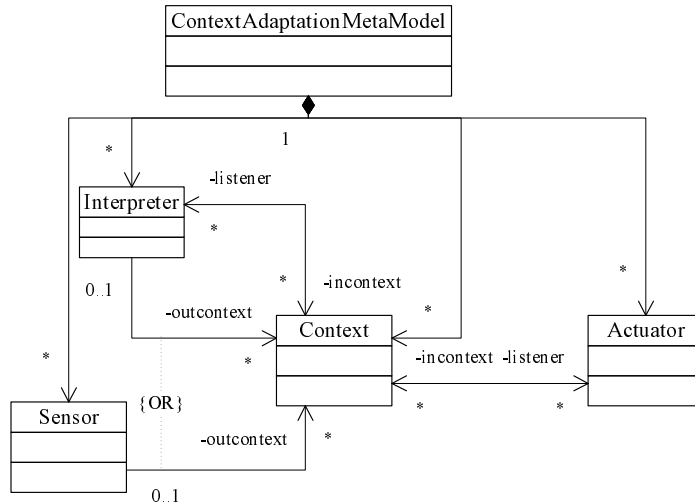 ContextAdaptationMetaModel
1
*
-listener
Interpreter
*
*
*
-incontext
*
0..1
-outcontext
Context
Actuator
*
*
-incontext -listener
{OR}
*
*
Sensor
-outcontext
*
0..1